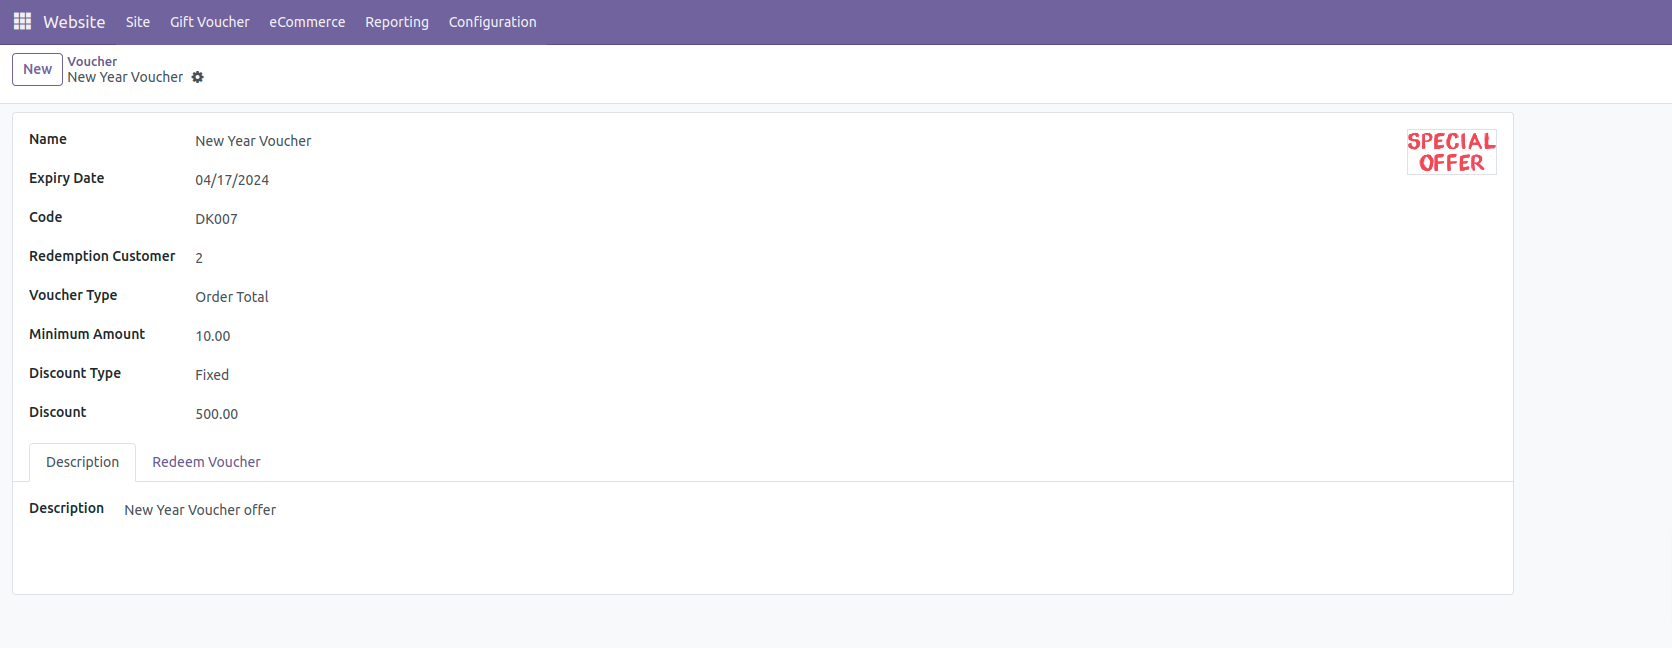 Website Site Gift Voucher eCommerce Reporting Configuration
New
Voucher
New Year Voucher
Name New Year Voucher
SPECIAL
OFFER
Expiry Date 04/17/2024
Code DK007
Redemption Customer 2
Voucher Type Order Total
Minimum Amount 10.00
Discount Type Fixed
Discount 500.00
Description Redeem Voucher
Description New Year Voucher offer